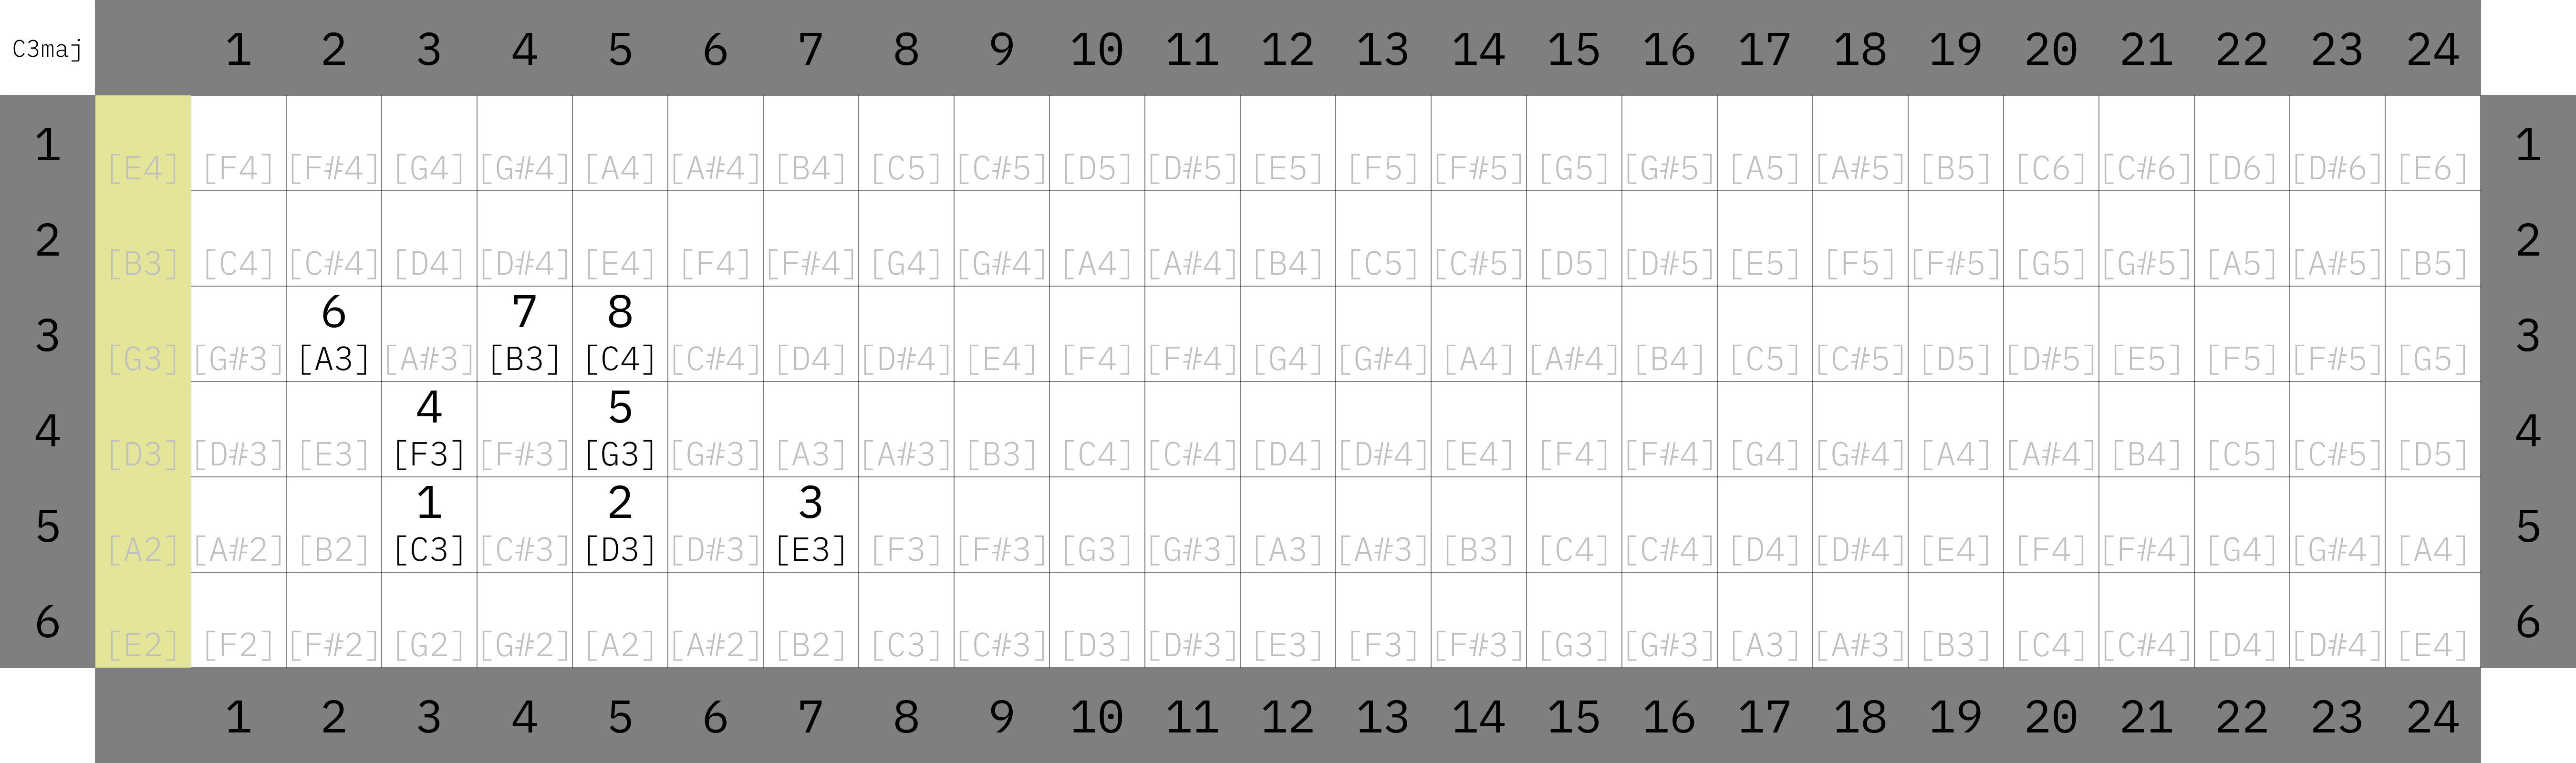 C3maj 1 2 3 4 5 6 7 8 9 10 11 12 13 14 15 16 17 18 19 20 21 22 23 24
1 [E4] [F4] [F#4] [G4] [G#4] [A4] [A#4] [B4] [C5] [C#5] [D5] [D#5] [E5] [F5] [F#5] [G5] [G#5] [A5] [A#5] [B5] [C6] [C#6] [D6] [D#6] [E6] 1
2 [B3] [C4] [C#4] [D4] [D#4] [E4] [F4] [F#4] [G4] [G#4] [A4] [A#4] [B4] [C5] [C#5] [D5] [D#5] [E5] [F5] [F#5] [G5] [G#5] [A5] [A#5] [B5] 2
6 7 8
3 [G3] [G#3] [A3] [A#3] [B3] [C4] [C#4] [D4] [D#4] [E4] [F4] [F#4] [G4] [G#4] [A4] [A#4] [B4] [C5] [C#5] [D5] [D#5] [E5] [F5] [F#5] [G5] 3
4 5
4 [D3] [D#3] [E3] [F3] [F#3] [G3] [G#3] [A3] [A#3] [B3] [C4] [C#4] [D4] [D#4] [E4] [F4] [F#4] [G4] [G#4] [A4] [A#4] [B4] [C5] [C#5] [D5] 4
1 2 3
5 [A2] [A#2] [B2] [C3] [C#3] [D3] [D#3] [E3] [F3] [F#3] [G3] [G#3] [A3] [A#3] [B3] [C4] [C#4] [D4] [D#4] [E4] [F4] [F#4] [G4] [G#4] [A4] 5
6 [E2] [F2] [F#2] [G2] [G#2] [A2] [A#2] [B2] [C3] [C#3] [D3] [D#3] [E3] [F3] [F#3] [G3] [G#3] [A3] [A#3] [B3] [C4] [C#4] [D4] [D#4] [E4] 6
1 2 3 4 5 6 7 8 9 10 11 12 13 14 15 16 17 18 19 20 21 22 23 24